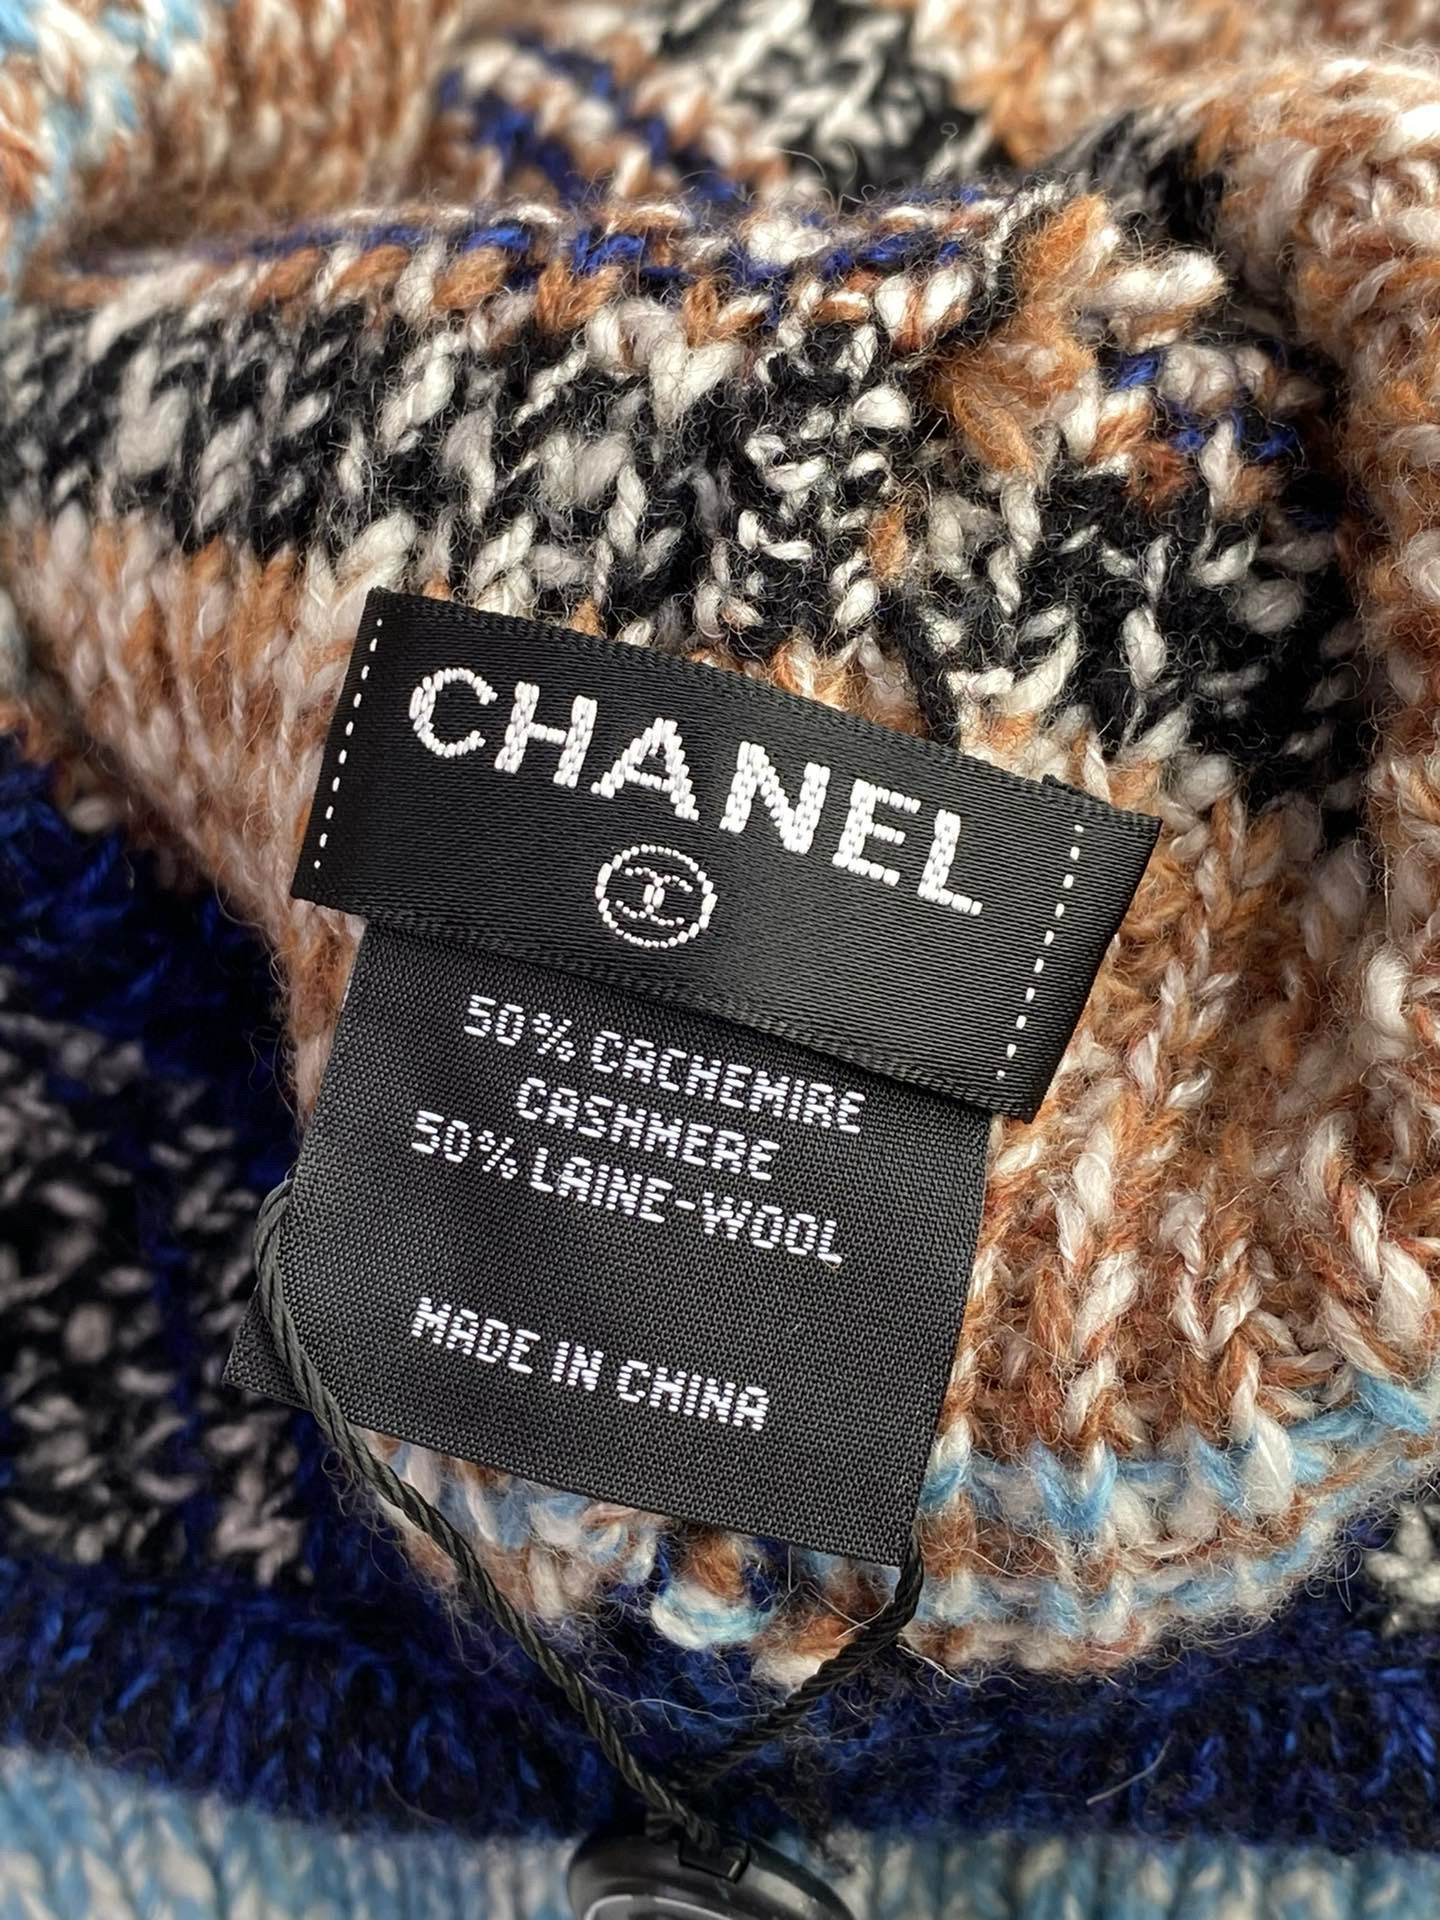 CHANEL
50% CACHEMIRE
CASHMERE
50% LAINE-WOOL
MADE IN CHINA